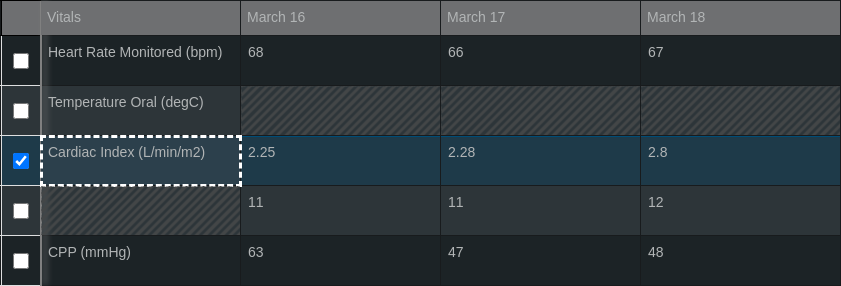 Vitals March 16 March 17 March 18
Heart Rate Monitored (bpm) 68 66 67
Temperature Oral (degC)
Cardiac Index (L/min/m2) 2.25 2.28 2.8
11 11 12
CPP (mmHg) 63 47 48